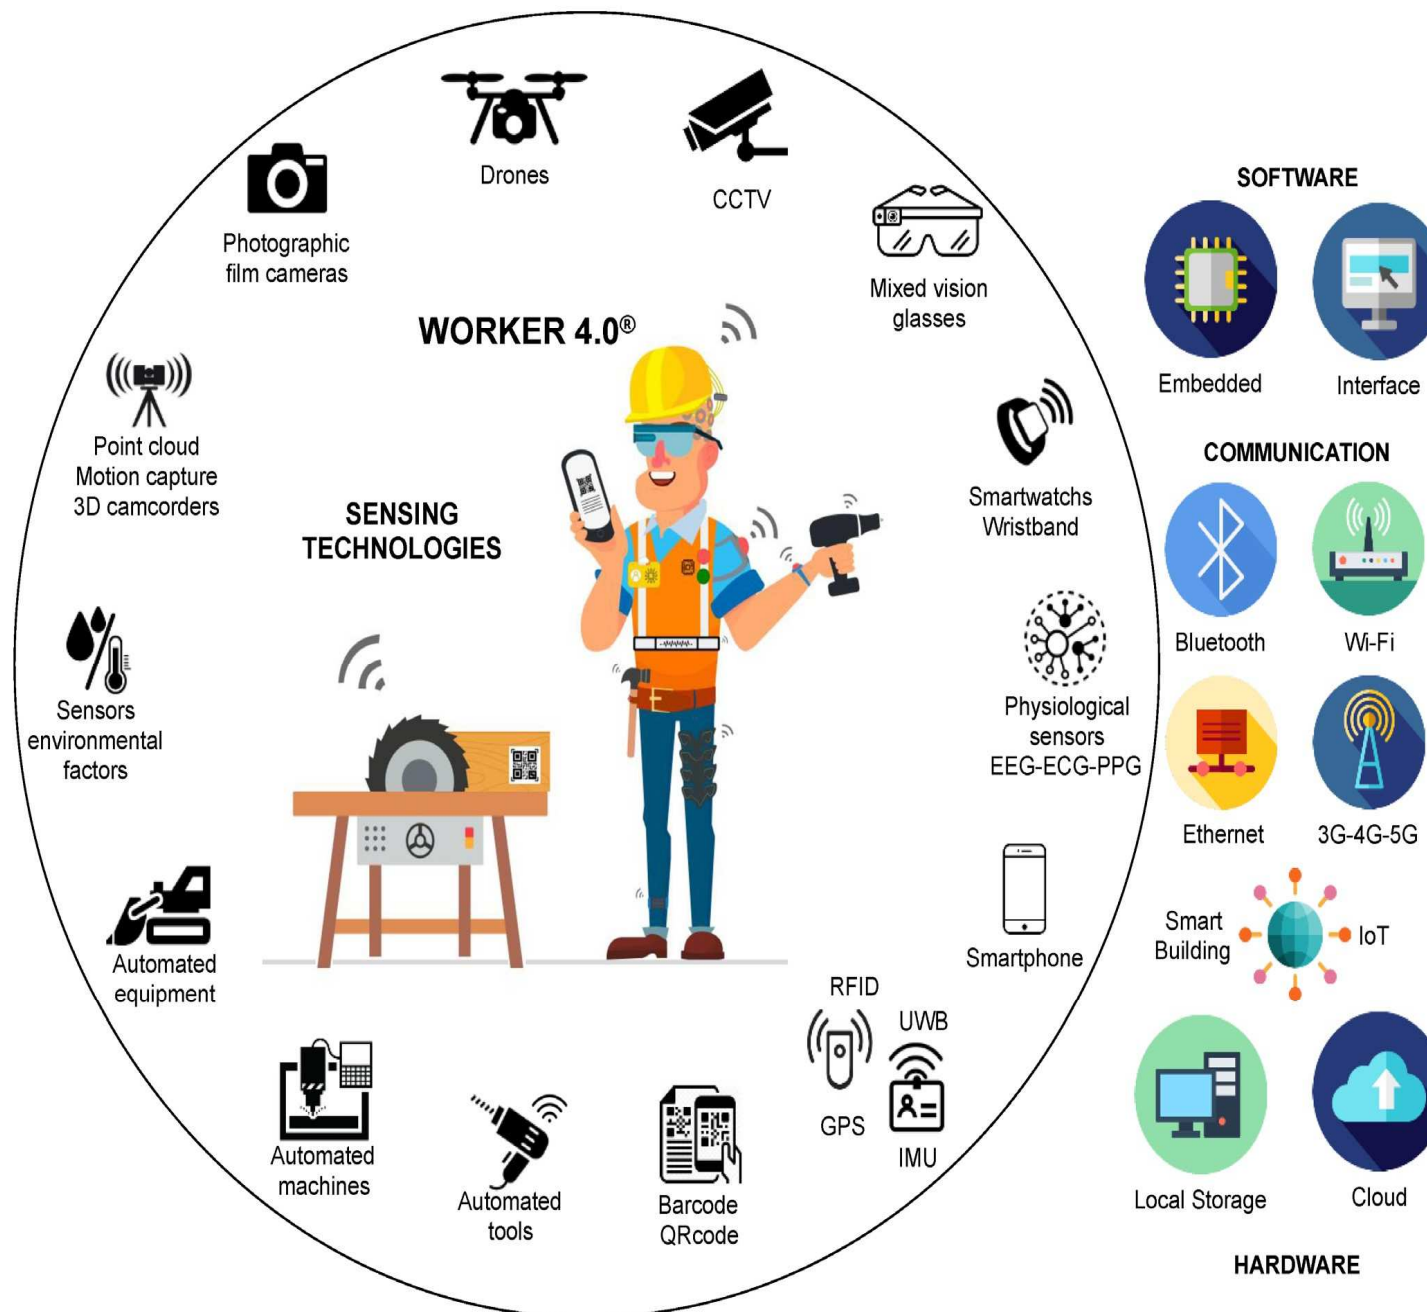 Drones
CCTV
Photographic
film cameras
Mixed vision
glasses
WORKER 4.0®
Point cloud
Motion capture
3D camcorders
SENSING
TECHNOLOGIES
Smartwatchs
Wristband
Sensors
environmental
factors
Physiological
sensors
EEG-ECG-PPG
Automated
equipment
Smartphone
RFID
UWB
GPS
IMU
Automated
machines
Automated
tools
Barcode
QRcode
SOFTWARE
Embedded
Interface
COMMUNICATION
Bluetooth
Wi-Fi
Ethernet
3G-4G-5G
Smart
Building
IoT
Local Storage
Cloud
HARDWARE